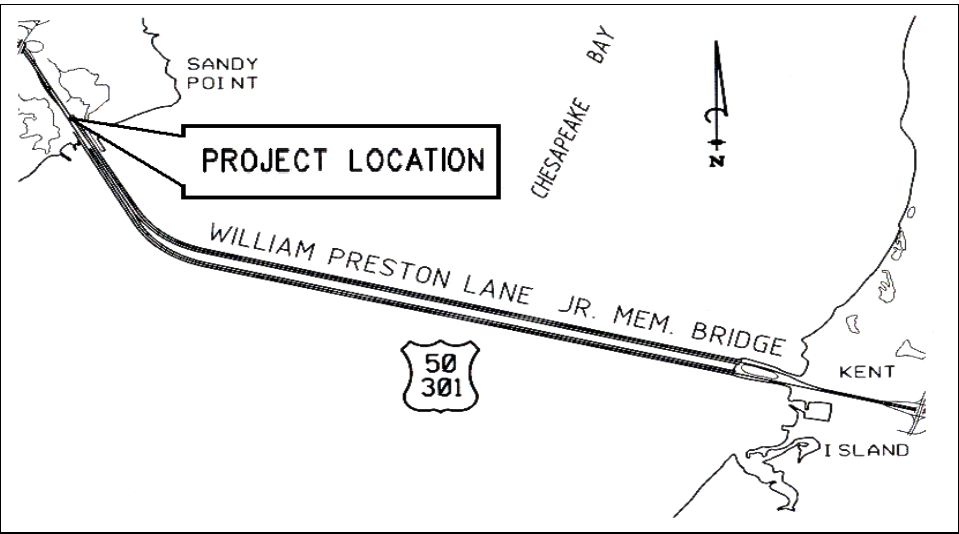 SANDY
POINT
CHESAPEAKE BAY
N
PROJECT LOCATION
WILLIAM PRESTON LANE JR. MEM. BRIDGE
50
301
KENT
ISLAND